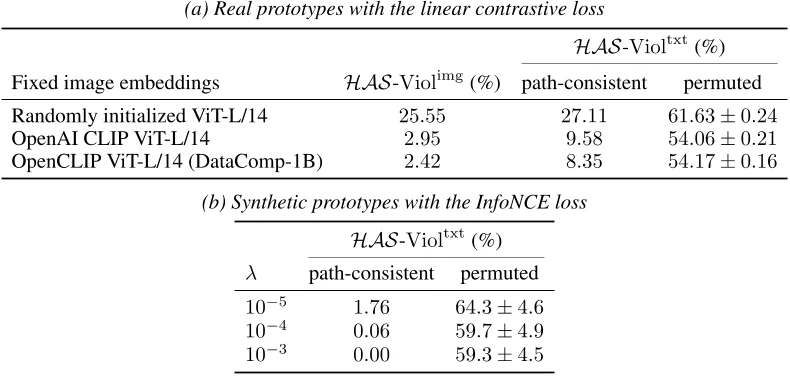 (a) Real prototypes with the linear contrastive loss
HAS-Viol^txt (%)
Fixed image embeddings HAS-Viol^img (%) path-consistent permuted
Randomly initialized ViT-L/14 25.55 27.11 61.63 ± 0.24
OpenAI CLIP ViT-L/14 2.95 9.58 54.06 ± 0.21
OpenCLIP ViT-L/14 (DataComp-1B) 2.42 8.35 54.17 ± 0.16
(b) Synthetic prototypes with the InfoNCE loss
HAS-Viol^txt (%)
λ path-consistent permuted
10^−5 1.76 64.3 ± 4.6
10^−4 0.06 59.7 ± 4.9
10^−3 0.00 59.3 ± 4.5